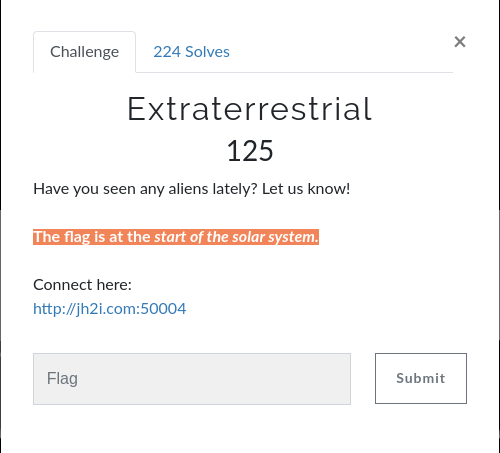 ×
Challenge 224 Solves
Extraterrestrial
125
Have you seen any aliens lately? Let us know!
The flag is at the start of the solar system.
Connect here:
http://jh2i.com:50004
Flag Submit